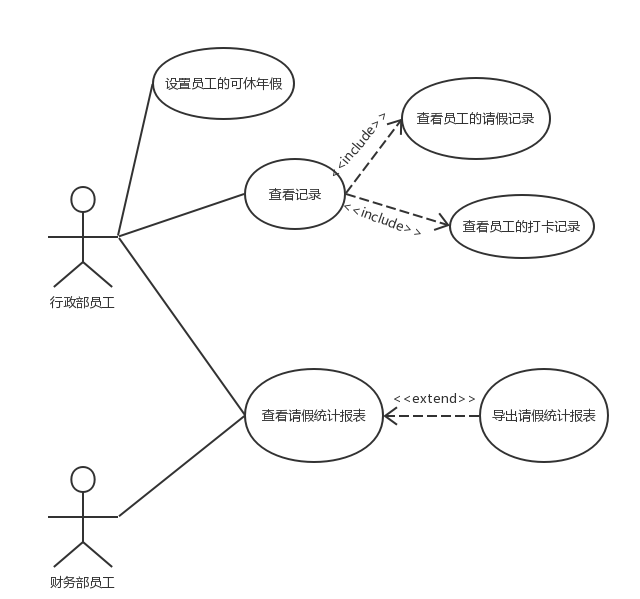 设置员工的可休年假
查看员工的请假记录
<<include>>
查看记录
<<include>>
查看员工的打卡记录
行政部员工
<<extend>>
查看请假统计报表
导出请假统计报表
财务部员工